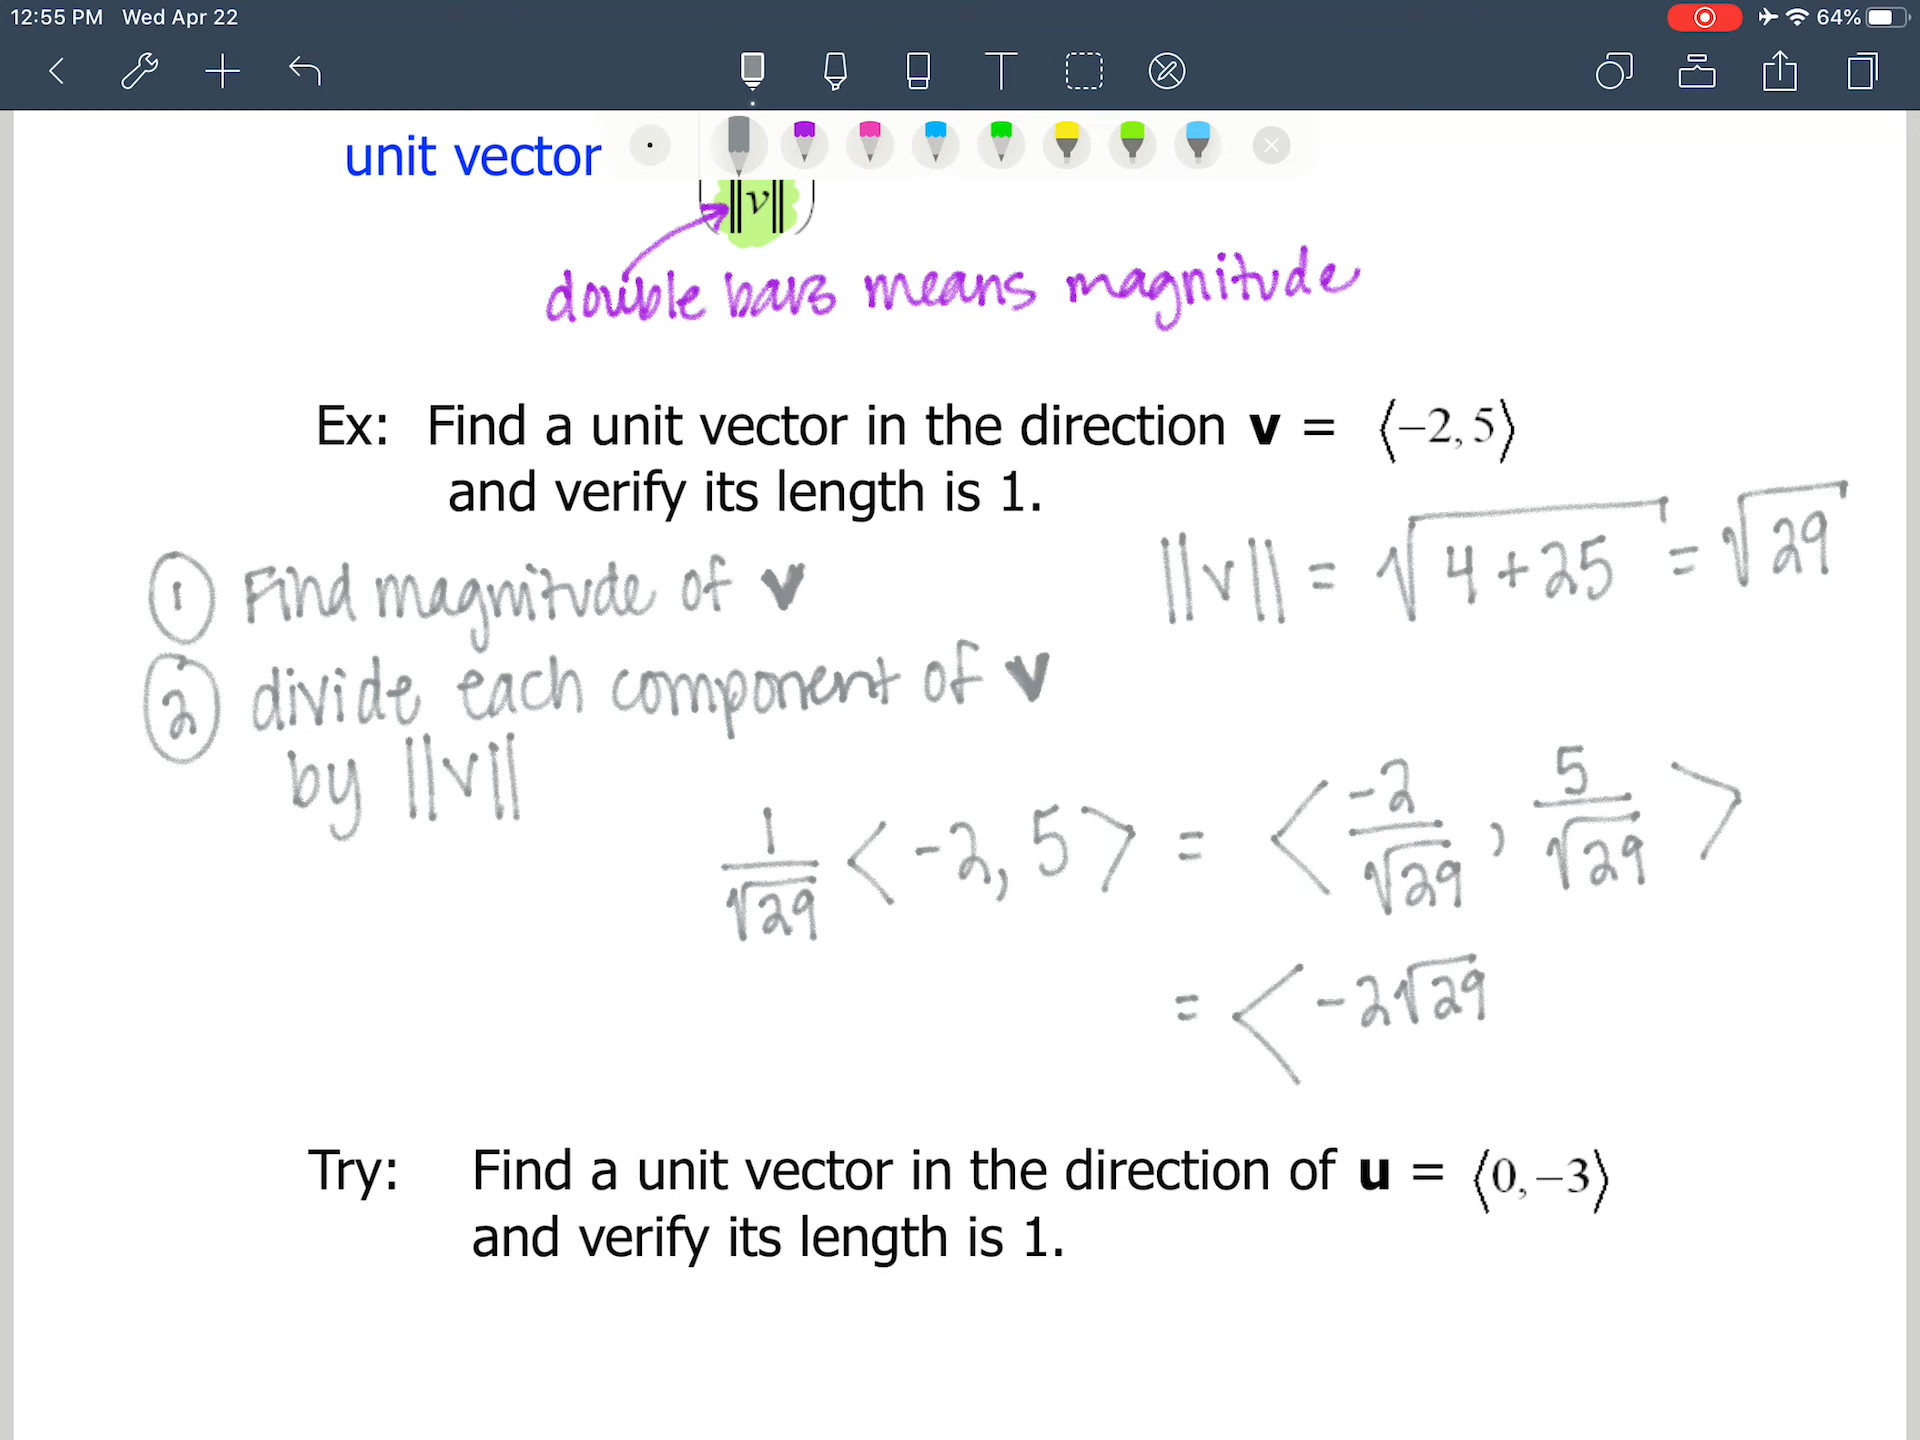 12:55 PM Wed Apr 22 64%
unit vector
‖v‖
double bars means magnitude
Ex: Find a unit vector in the direction v = ⟨−2, 5⟩
and verify its length is 1.
||v|| = √(4+25) = √29
① Find magnitude of v
② divide each component of v
by ||v||
1/√29 <-2, 5> = <-2/√29, 5/√29>
= < -2√29
Try: Find a unit vector in the direction of u = ⟨0, −3⟩
and verify its length is 1.